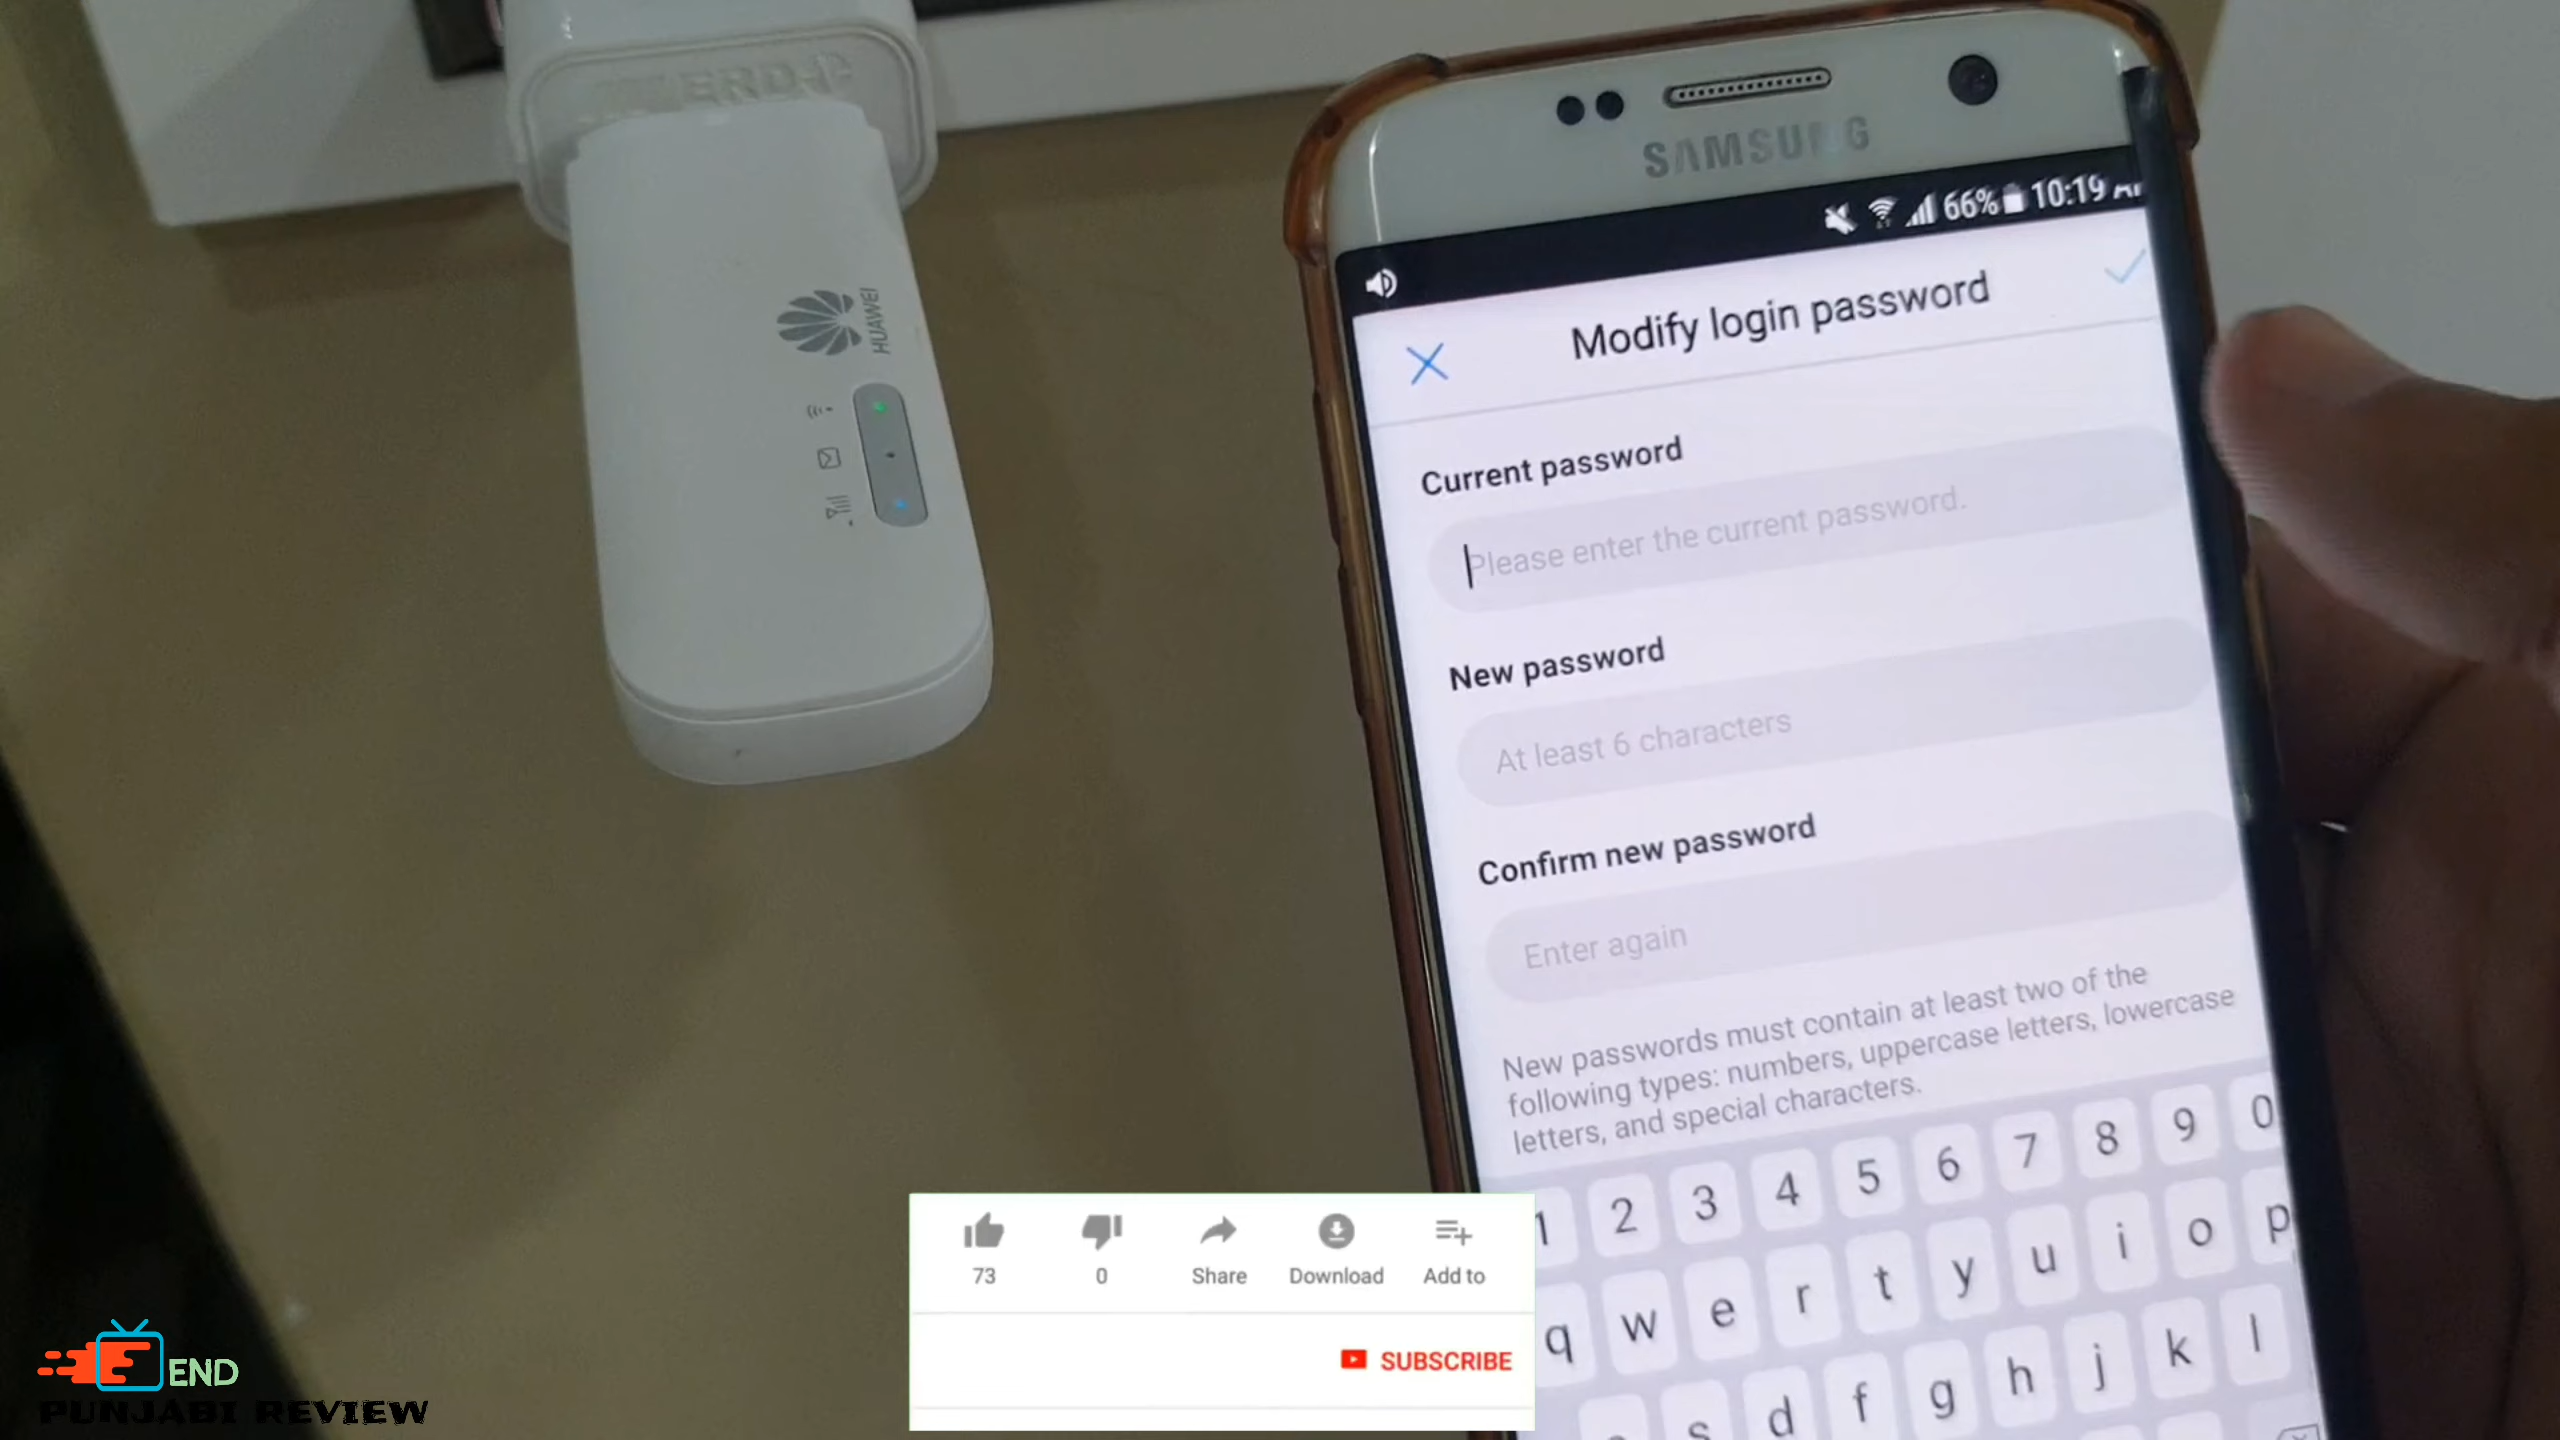 ERD
HUAWEI
SAMSUNG
66% 10:19
Modify login password
Current password
Please enter the current password.
New password
At least 6 characters
Confirm new password
Enter again
New passwords must contain at least two of the
following types: numbers, uppercase letters, lowercase
letters, and special characters.
1 2 3 4 5 6 7 8 9 0
q w e r t y u i o p
s d f g h j k l
73 0 Share Download Add to
SUBSCRIBE
END
PUNJABI REVIEW